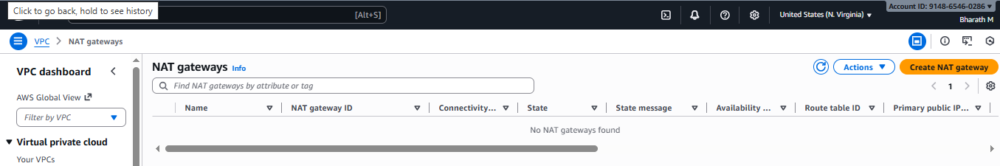 Click to go back, hold to see history
[Alt+S]
United States (N. Virginia)
Account ID: 9148-6546-0286
Bharath M
VPC > NAT gateways
VPC dashboard
AWS Global View
Filter by VPC
Virtual private cloud
Your VPCs
NAT gateways Info
Actions
Create NAT gateway
Find NAT gateways by attribute or tag
1
Name NAT gateway ID Connectivity... State State message Availability ... Route table ID Primary public IP...
No NAT gateways found